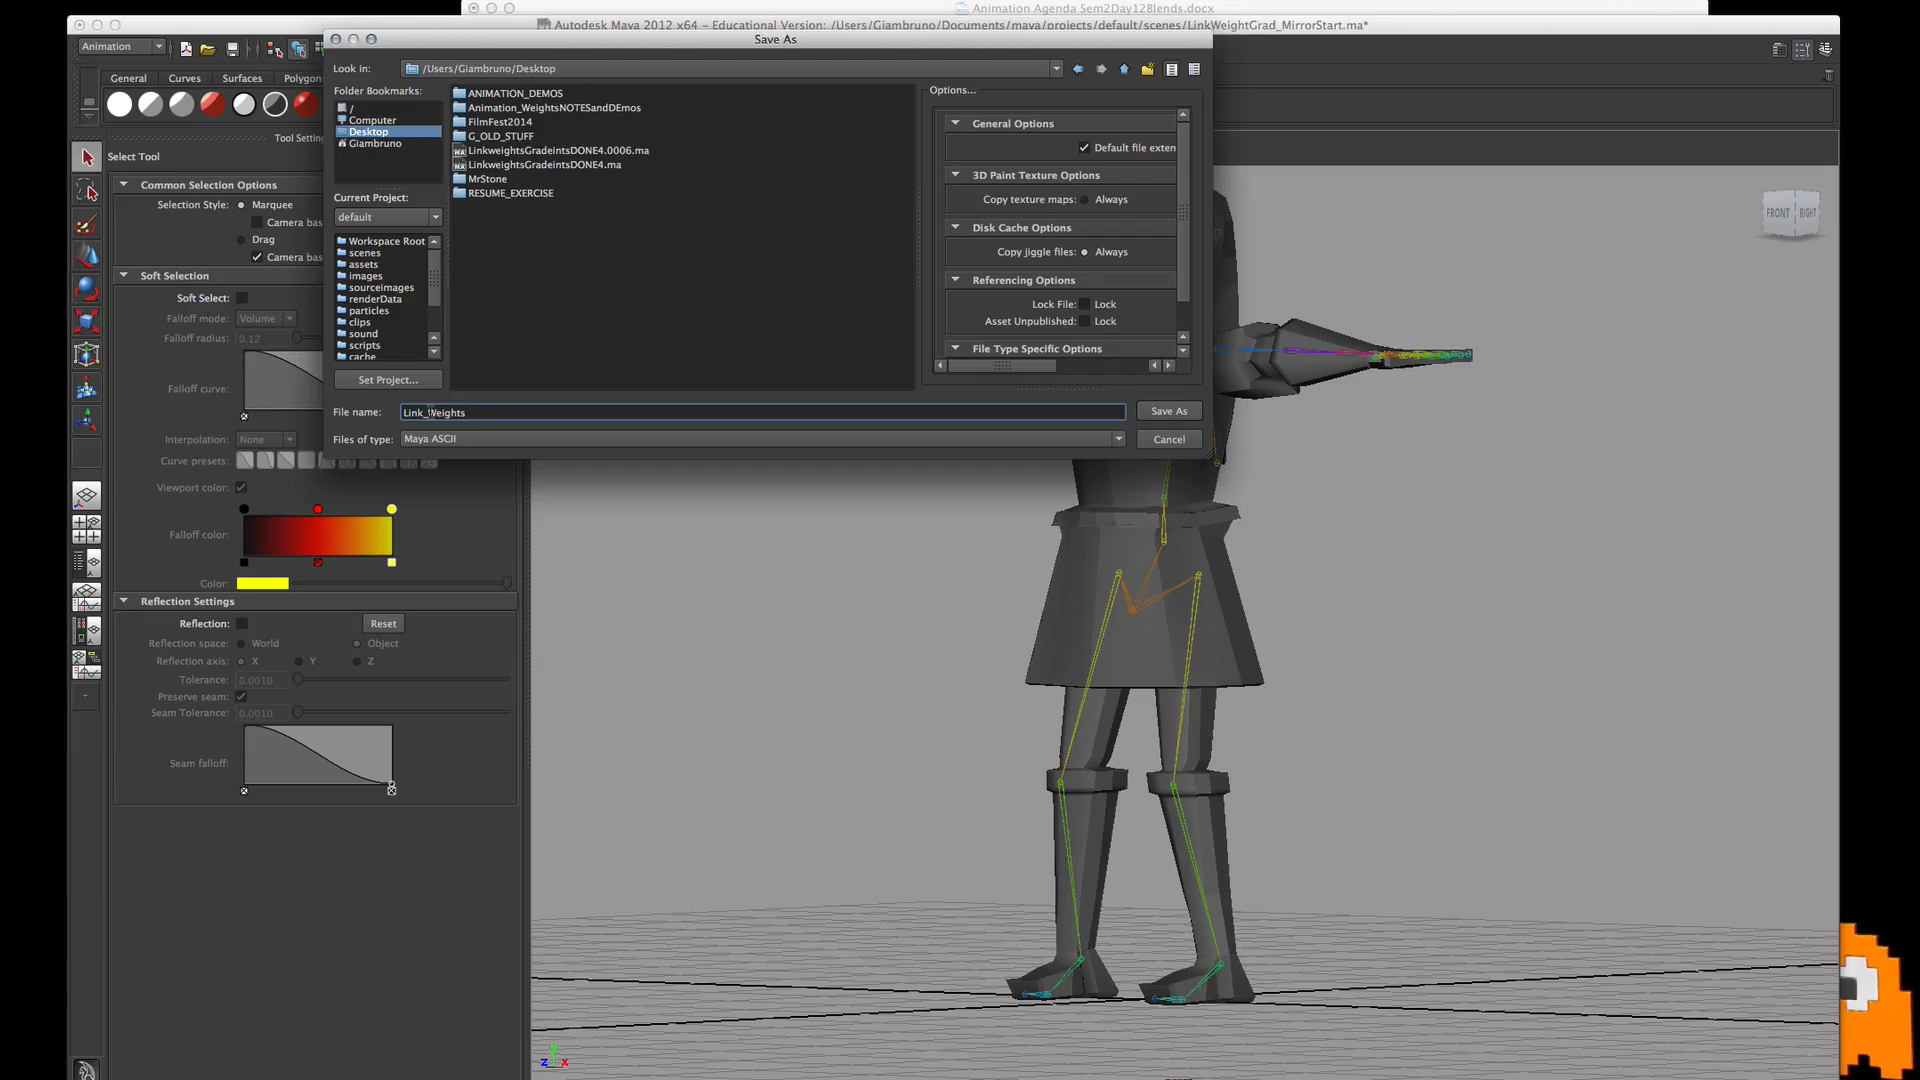 Animation Agenda Sem2Day12Blends.docx
Autodesk Maya 2012 x64 - Educational Version: /Users/Giambruno/Documents/maya/projects/default/scenes/LinkWeightGrad_MirrorStart.ma*
Save As
Animation
General Curves Surfaces Polygon
Tool Settin
Select Tool
Common Selection Options
Selection Style: Marquee
Camera bas
Drag
Camera bas
Soft Selection
Soft Select:
Falloff mode: Volume
Falloff radius: 0.12
Falloff curve:
Interpolation: None
Curve presets:
Viewport color:
Falloff color:
Color:
Reflection Settings
Reflection: Reset
Reflection space: World Object
Reflection axis: X Y Z
Tolerance: 0.0010
Preserve seam:
Seam Tolerance: 0.0010
Seam falloff:
Look in: /Users/Giambruno/Desktop
Folder Bookmarks:
/
Computer
Desktop
Giambruno
Current Project:
default
Workspace Root
scenes
assets
images
sourceimages
renderData
particles
clips
sound
scripts
cache
Set Project...
ANIMATION_DEMOS
Animation_WeightsNOTESandDEmos
FilmFest2014
G_OLD_STUFF
LinkweightsGradeintsDONE4.0006.ma
LinkweightsGradeintsDONE4.ma
MrStone
RESUME_EXERCISE
Options...
General Options
Default file exten
3D Paint Texture Options
Copy texture maps: Always
Disk Cache Options
Copy jiggle files: Always
Referencing Options
Lock File: Lock
Asset Unpublished: Lock
File Type Specific Options
File name: Link_Weights
Save As
Files of type: Maya ASCII
Cancel
FRONT RIGHT
Y
Z X